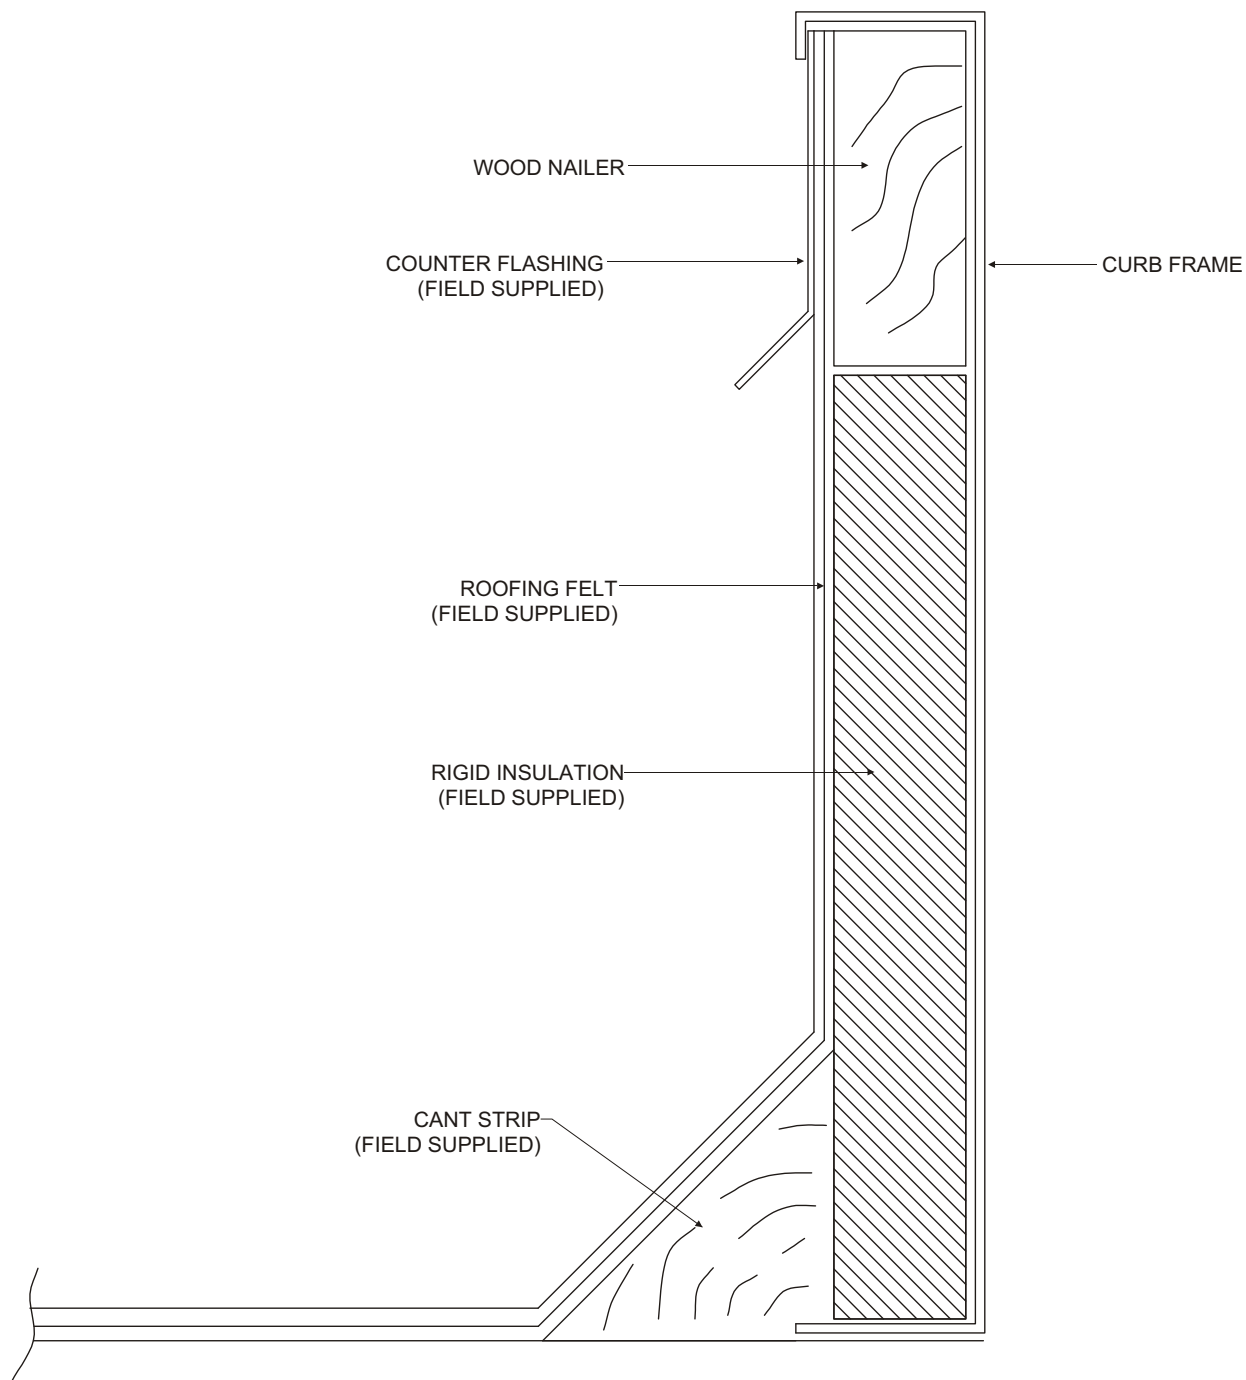 WOOD NAILER
COUNTER FLASHING
(FIELD SUPPLIED)
CURB FRAME
ROOFING FELT
(FIELD SUPPLIED)
RIGID INSULATION
(FIELD SUPPLIED)
CANT STRIP
(FIELD SUPPLIED)